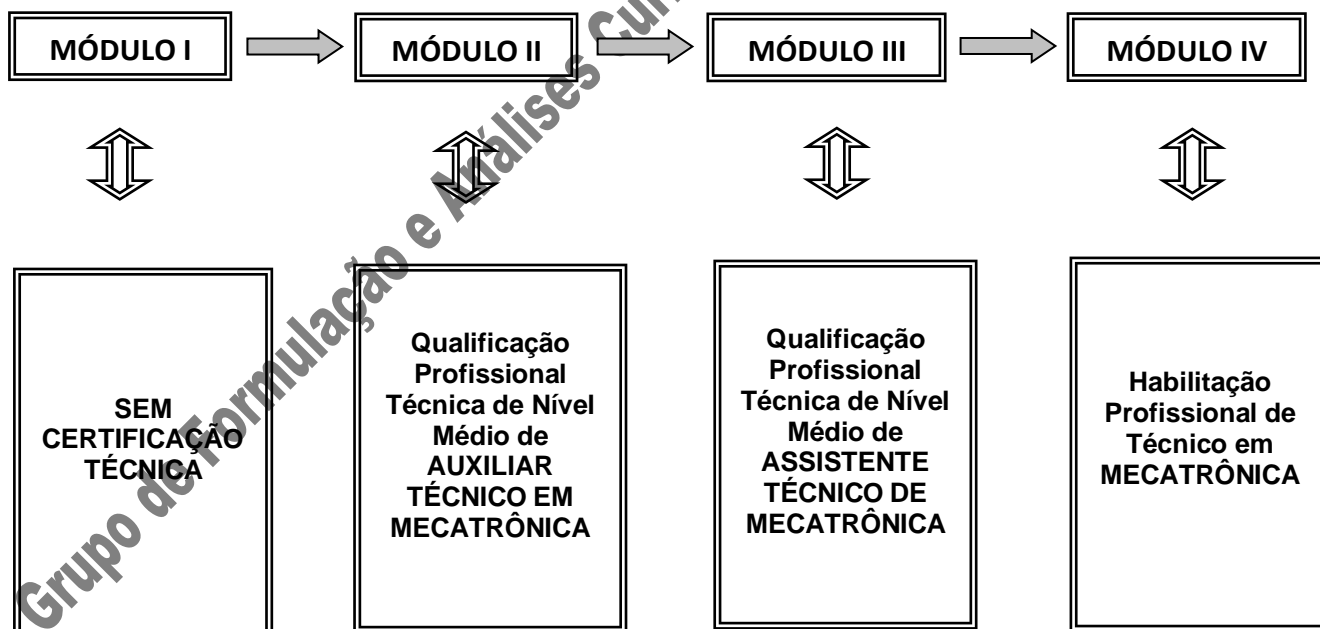 MÓDULO I
MÓDULO II
MÓDULO III
MÓDULO IV
SEM
CERTIFICAÇÃO
TÉCNICA
Qualificação
Profissional
Técnica de Nível
Médio de
AUXILIAR
TÉCNICO EM
MECATRÔNICA
Qualificação
Profissional
Técnica de Nível
Médio de
ASSISTENTE
TÉCNICO DE
MECATRÔNICA
Habilitação
Profissional de
Técnico em
MECATRÔNICA
Grupo de Formulação e Análises